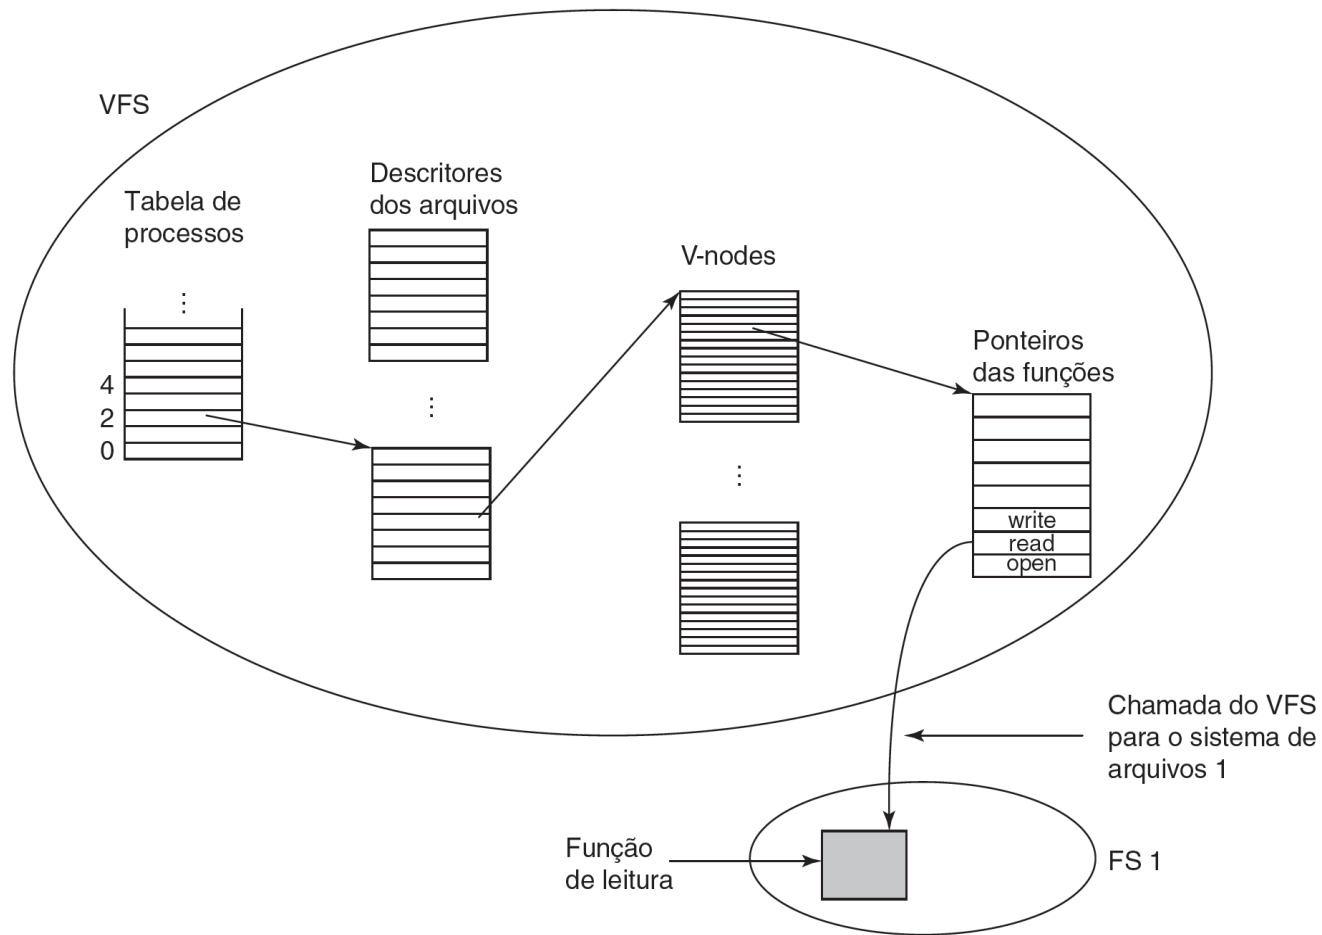 VFS
Tabela de
processos
Descritores
dos arquivos
V-nodes
Ponteiros
das funções
4
2
0
write
read
open
Chamada do VFS
para o sistema de
arquivos 1
Função
de leitura
FS 1